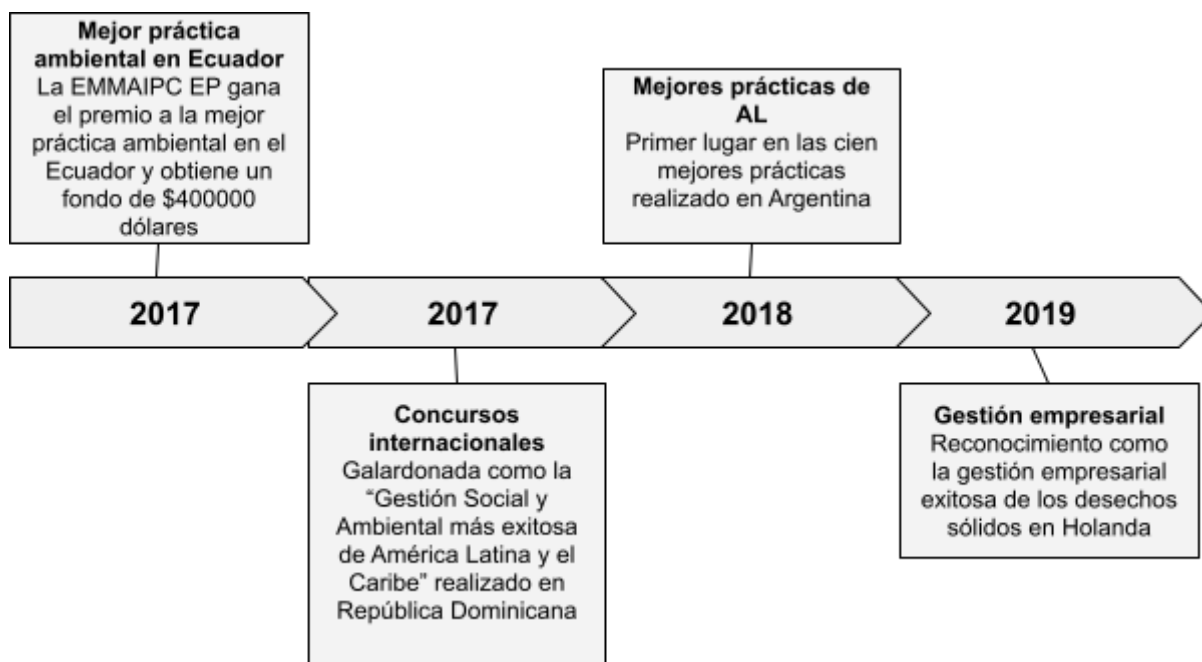 Mejor práctica
ambiental en Ecuador
La EMMAIPC EP gana
el premio a la mejor
práctica ambiental en el
Ecuador y obtiene un
fondo de $400000
dólares
Mejores prácticas de
AL
Primer lugar en las cien
mejores prácticas
realizado en Argentina
2017
2017
2018
2019
Concursos
internacionales
Galardonada como la
“Gestión Social y
Ambiental más exitosa
de América Latina y el
Caribe” realizado en
República Dominicana
Gestión empresarial
Reconocimiento como
la gestión empresarial
exitosa de los desechos
sólidos en Holanda